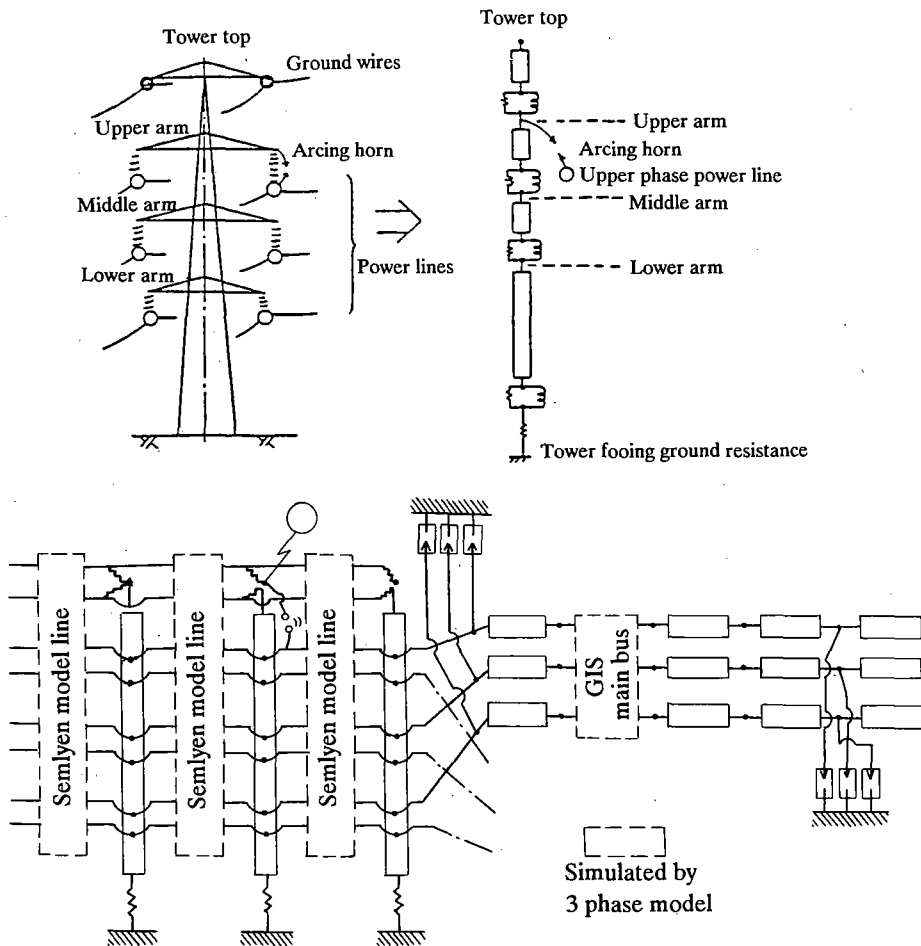 Tower top
Ground wires
Upper arm
Arcing horn
Middle arm
Lower arm
Power lines
Tower top
Upper arm
Arcing horn
Upper phase power line
Middle arm
Lower arm
Tower fooing ground resistance
Semlyen model line
Semlyen model line
Semlyen model line
GIS
main bus
Simulated by
3 phase model